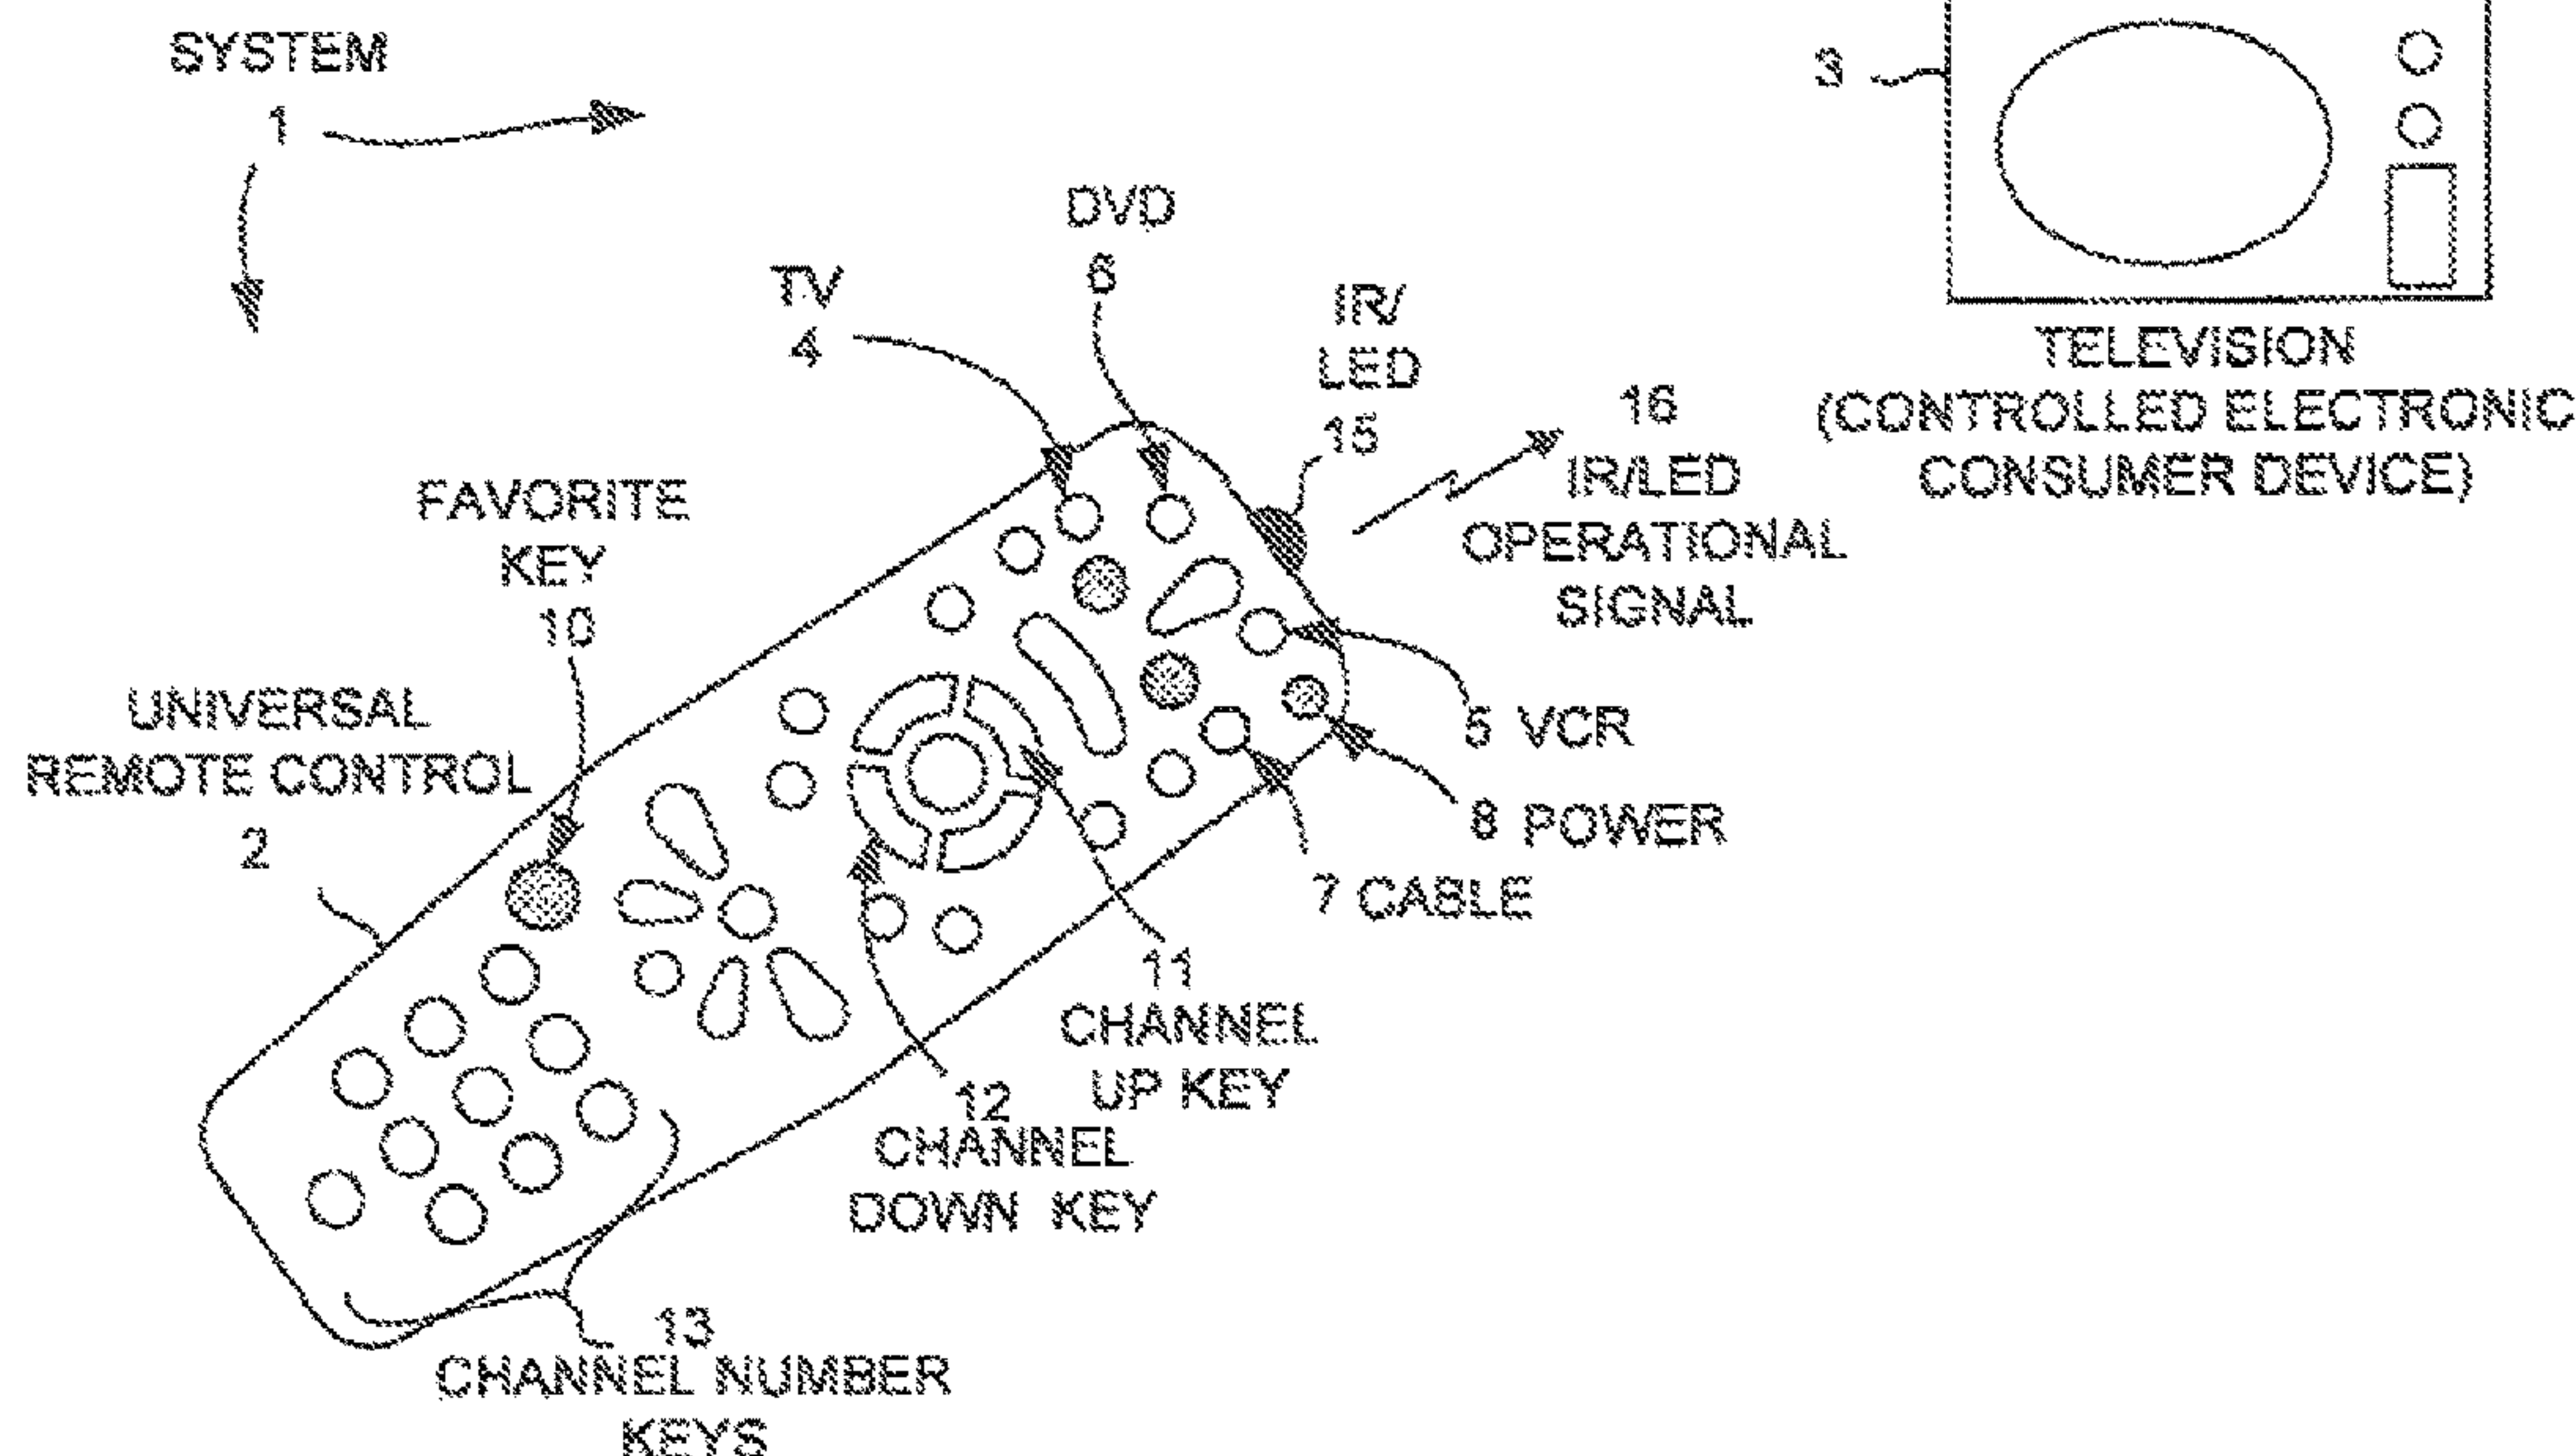 SYSTEM
1
3
TELEVISION
(CONTROLLED ELECTRONIC
CONSUMER DEVICE)
DVD
6
TV
4
IR/
LED
15
16
IR/LED
OPERATIONAL
SIGNAL
FAVORITE
KEY
10
UNIVERSAL
REMOTE CONTROL
2
5 VCR
8 POWER
7 CABLE
11
CHANNEL
UP KEY
12
CHANNEL
DOWN KEY
13
CHANNEL NUMBER
KEYS